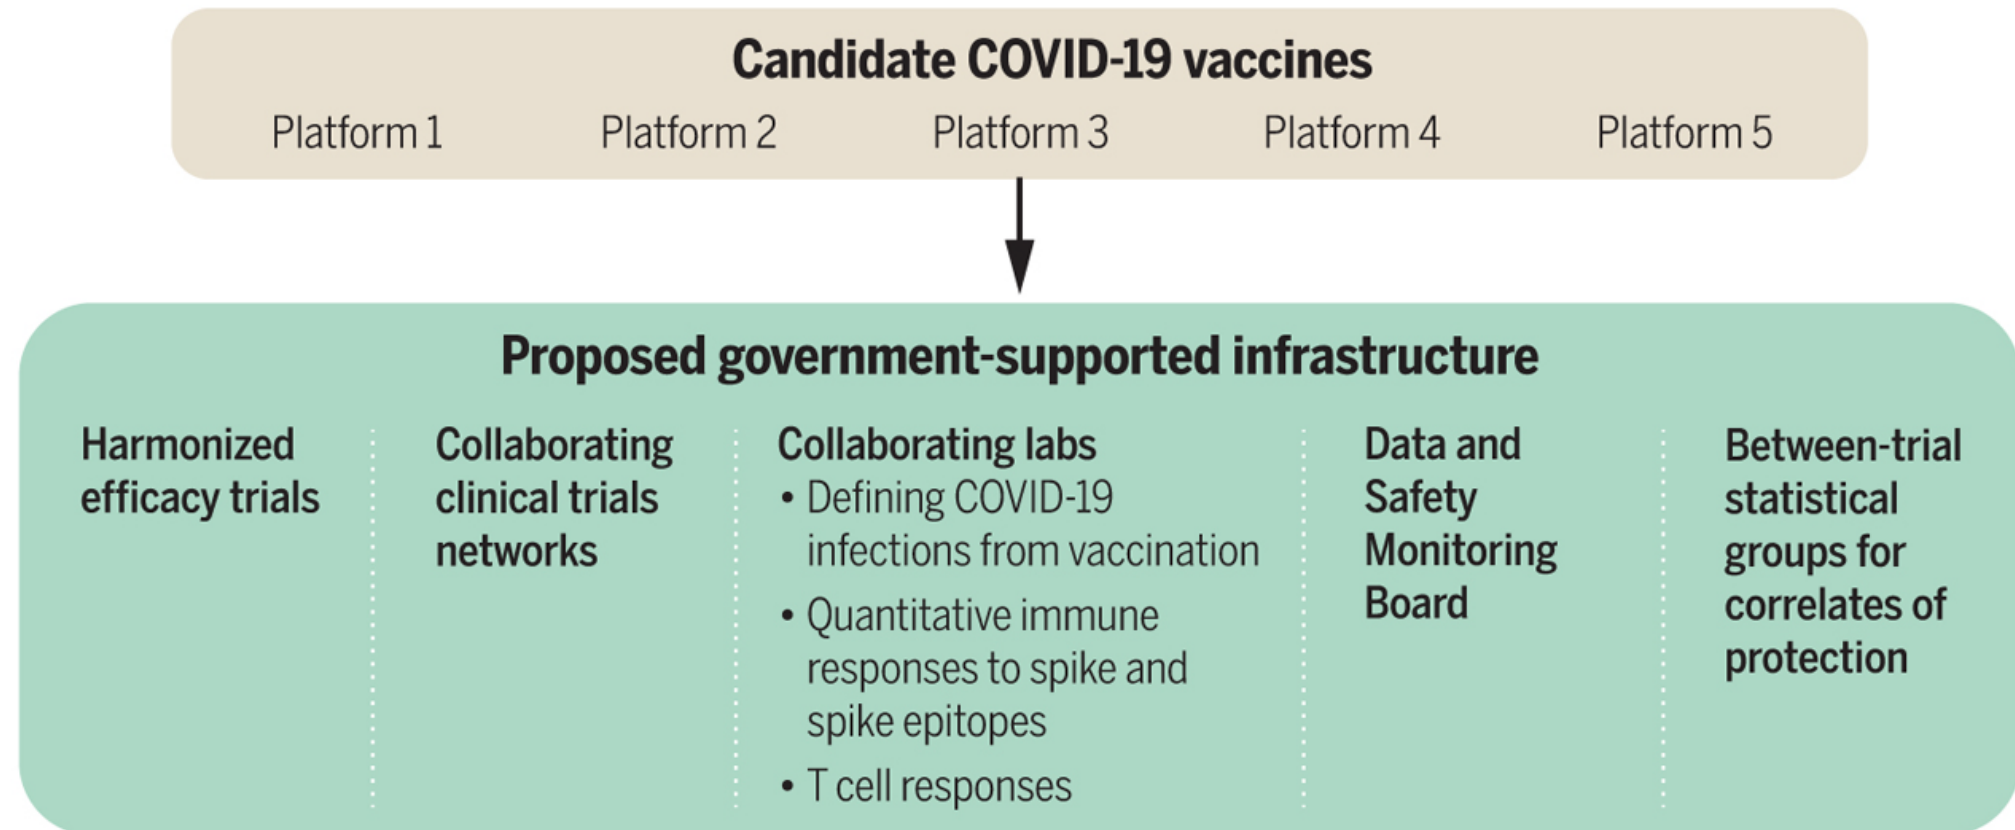 Candidate COVID-19 vaccines
Platform 1 Platform 2 Platform 3 Platform 4 Platform 5
Proposed government-supported infrastructure
Harmonized
efficacy trials
Collaborating
clinical trials
networks
Collaborating labs
• Defining COVID-19
infections from vaccination
• Quantitative immune
responses to spike and
spike epitopes
• T cell responses
Data and
Safety
Monitoring
Board
Between-trial
statistical
groups for
correlates of
protection